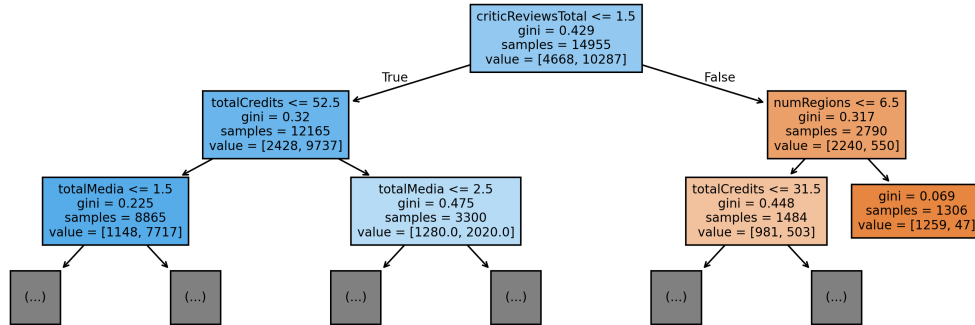 criticReviewsTotal <= 1.5
gini = 0.429
samples = 14955
value = [4668, 10287]
True
False
totalCredits <= 52.5
gini = 0.32
samples = 12165
value = [2428, 9737]
numRegions <= 6.5
gini = 0.317
samples = 2790
value = [2240, 550]
totalMedia <= 1.5
gini = 0.225
samples = 8865
value = [1148, 7717]
totalMedia <= 2.5
gini = 0.475
samples = 3300
value = [1280.0, 2020.0]
totalCredits <= 31.5
gini = 0.448
samples = 1484
value = [981, 503]
gini = 0.069
samples = 1306
value = [1259, 47]
(...)
(...)
(...)
(...)
(...)
(...)